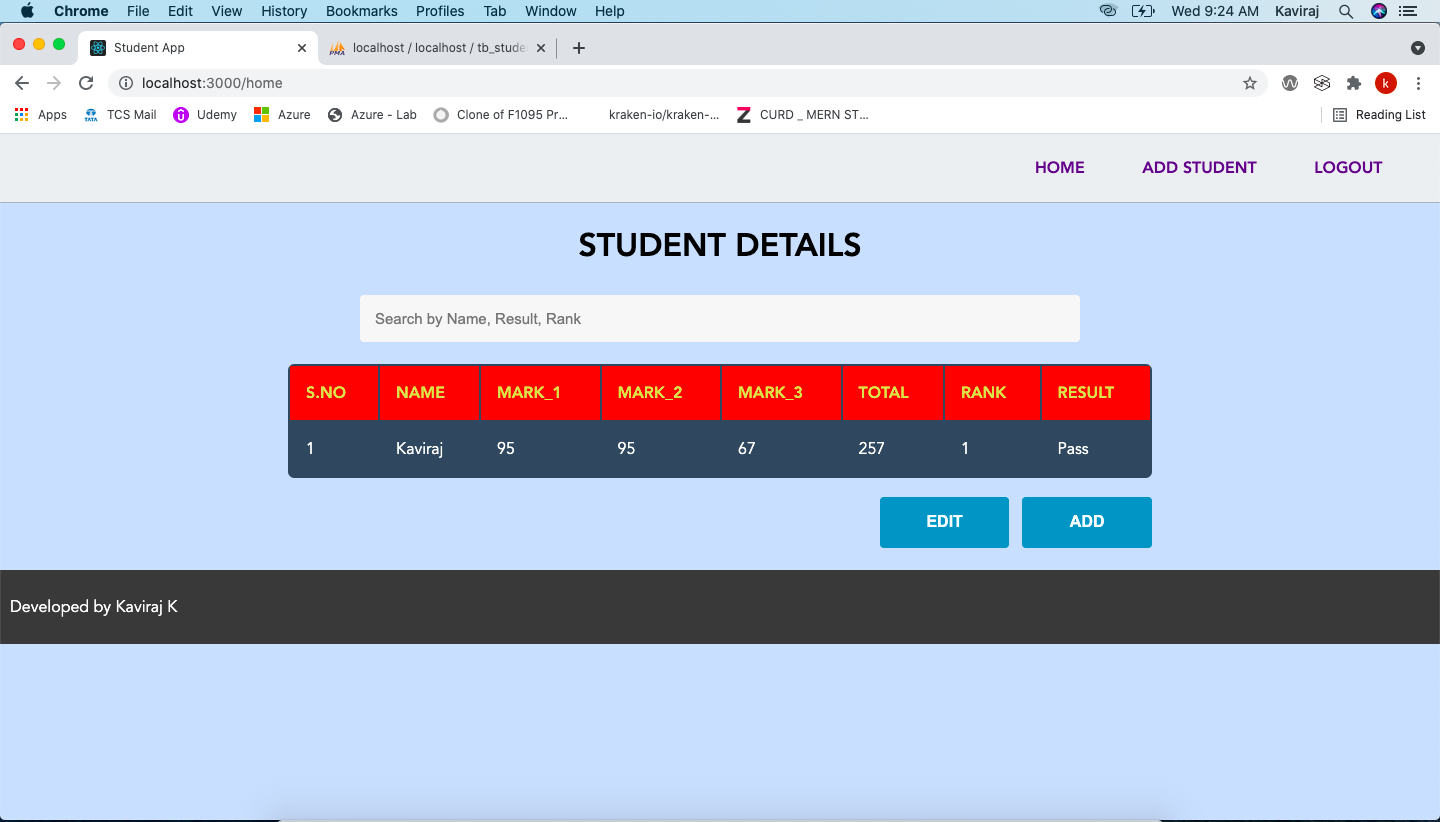 Chrome File Edit View History Bookmarks Profiles Tab Window Help Wed 9:24 AM Kaviraj
Student App localhost / localhost / tb_stude
localhost:3000/home k
Apps TCS Mail Udemy Azure Azure - Lab Clone of F1095 Pr... kraken-io/kraken-... CURD _ MERN ST... Reading List
HOME ADD STUDENT LOGOUT
STUDENT DETAILS
Search by Name, Result, Rank
S.NO NAME MARK_1 MARK_2 MARK_3 TOTAL RANK RESULT
1 Kaviraj 95 95 67 257 1 Pass
EDIT ADD
Developed by Kaviraj K